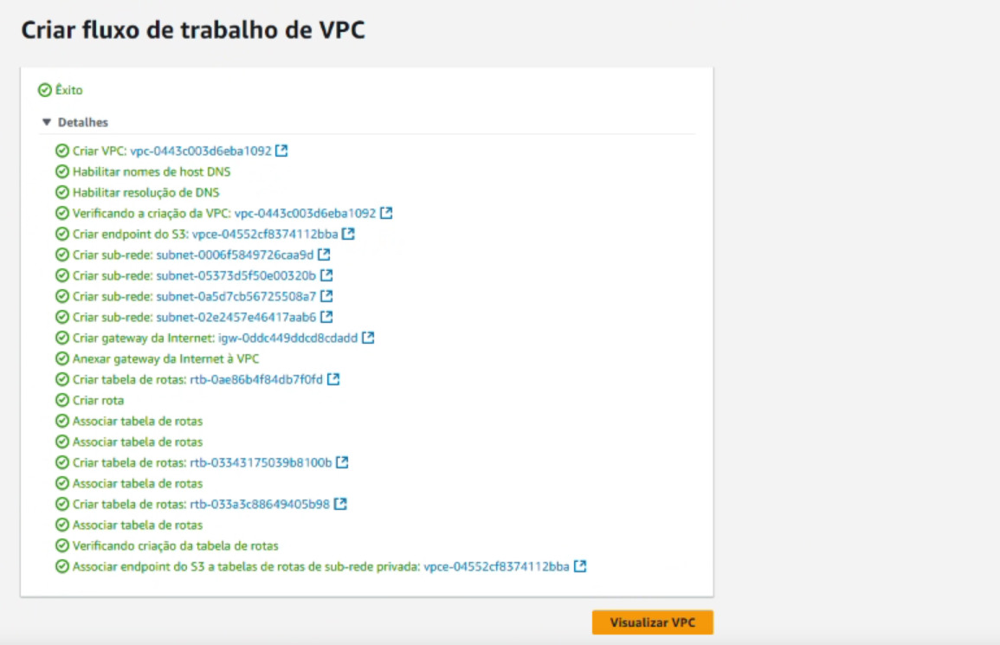 Criar fluxo de trabalho de VPC
Êxito
Detalhes
Criar VPC: vpc-0443c003d6eba1092
Habilitar nomes de host DNS
Habilitar resolução de DNS
Verificando a criação da VPC: vpc-0443c003d6eba1092
Criar endpoint do S3: vpce-04552cf8374112bba
Criar sub-rede: subnet-0006f5849726caa9d
Criar sub-rede: subnet-05373d5f50e00320b
Criar sub-rede: subnet-0a5d7cb56725508a7
Criar sub-rede: subnet-02e2457e46417aab6
Criar gateway da Internet: igw-0ddc449ddcd8cdadd
Anexar gateway da Internet à VPC
Criar tabela de rotas: rtb-0ae86b4f84db7f0fd
Criar rota
Associar tabela de rotas
Associar tabela de rotas
Criar tabela de rotas: rtb-03343175039b8100b
Associar tabela de rotas
Criar tabela de rotas: rtb-033a3c88649405b98
Associar tabela de rotas
Verificando criação da tabela de rotas
Associar endpoint do S3 a tabelas de rotas de sub-rede privada: vpce-04552cf8374112bba
Visualizar VPC